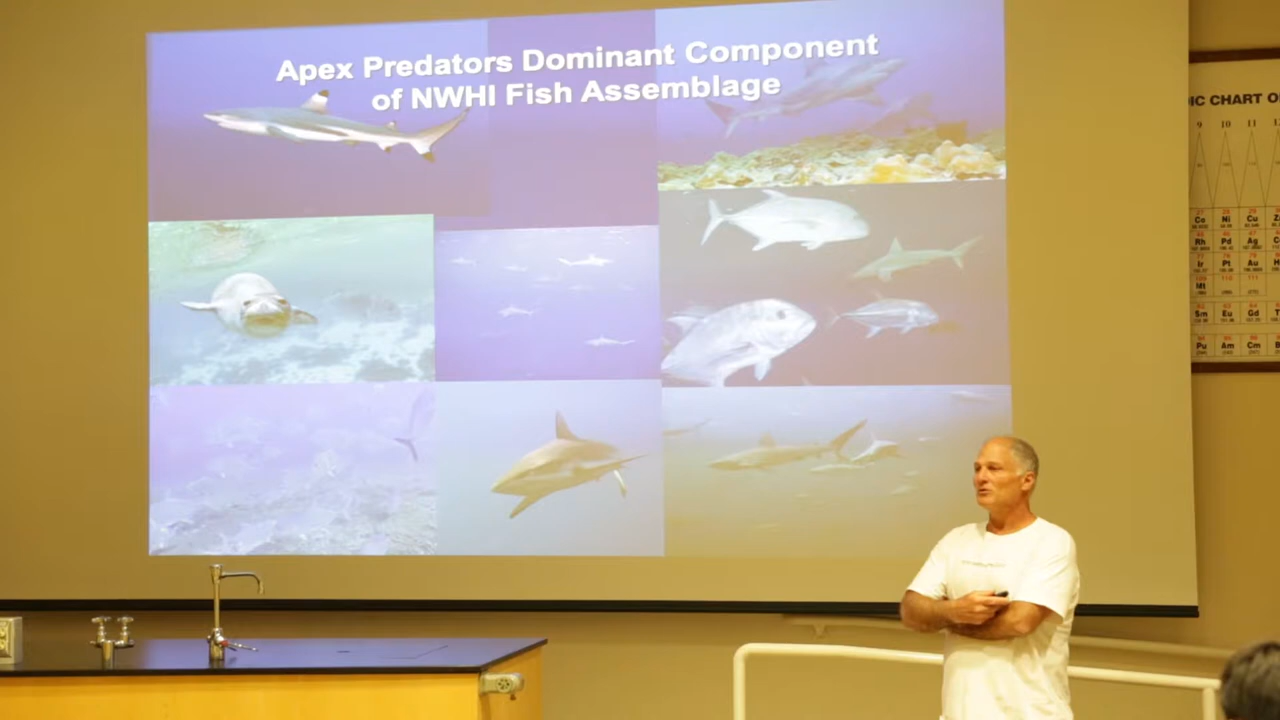 Apex Predators Dominant Component
of NWHI Fish Assemblage
IC CHART O
9 10 11
Co Ni Cu
Rh Pd Ag
Ir Pt Au
Mt
Sm Eu Gd
Pu Am Cm